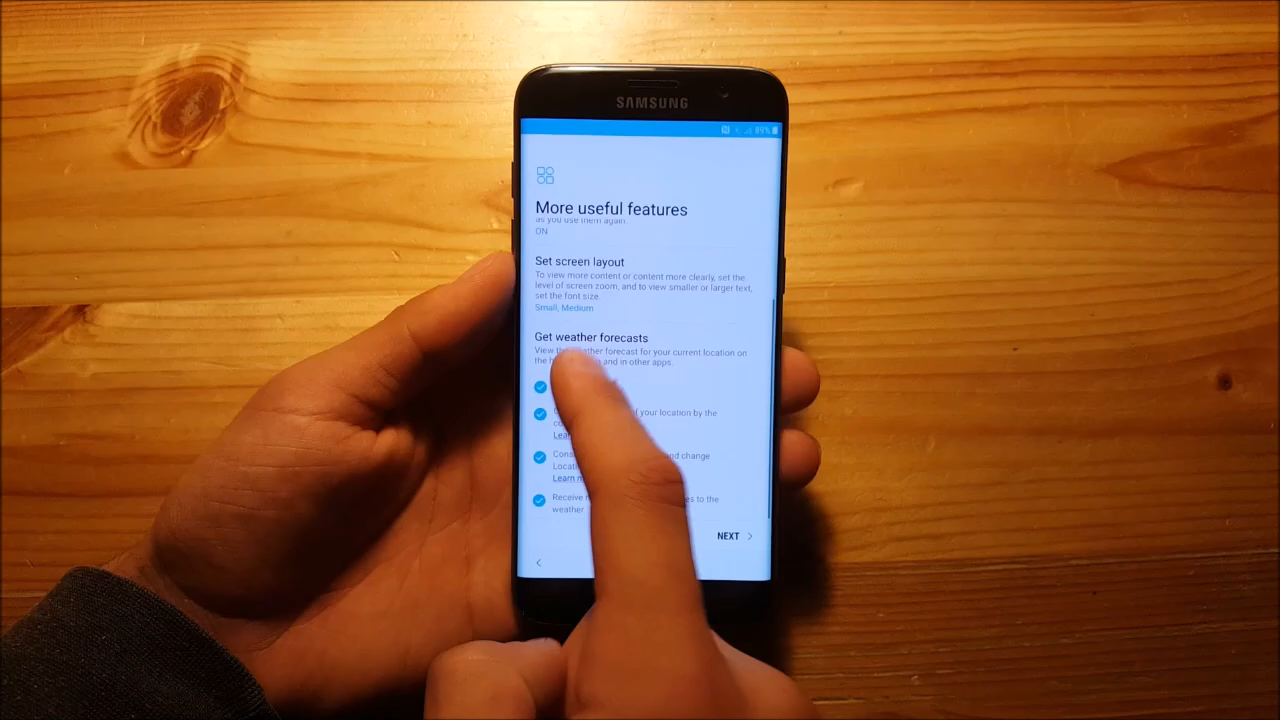 SAMSUNG
89%
More useful features
as you use them again.
ON
Set screen layout
To view more content or content more clearly, set the
level of screen zoom, and to view smaller or larger text,
set the font size.
Small, Medium
Get weather forecasts
View the weather forecast for your current location on
the and in other apps.
of your location by the
Lear
Cons and change
Locati
Learn m
Receive es to the
weather
NEXT